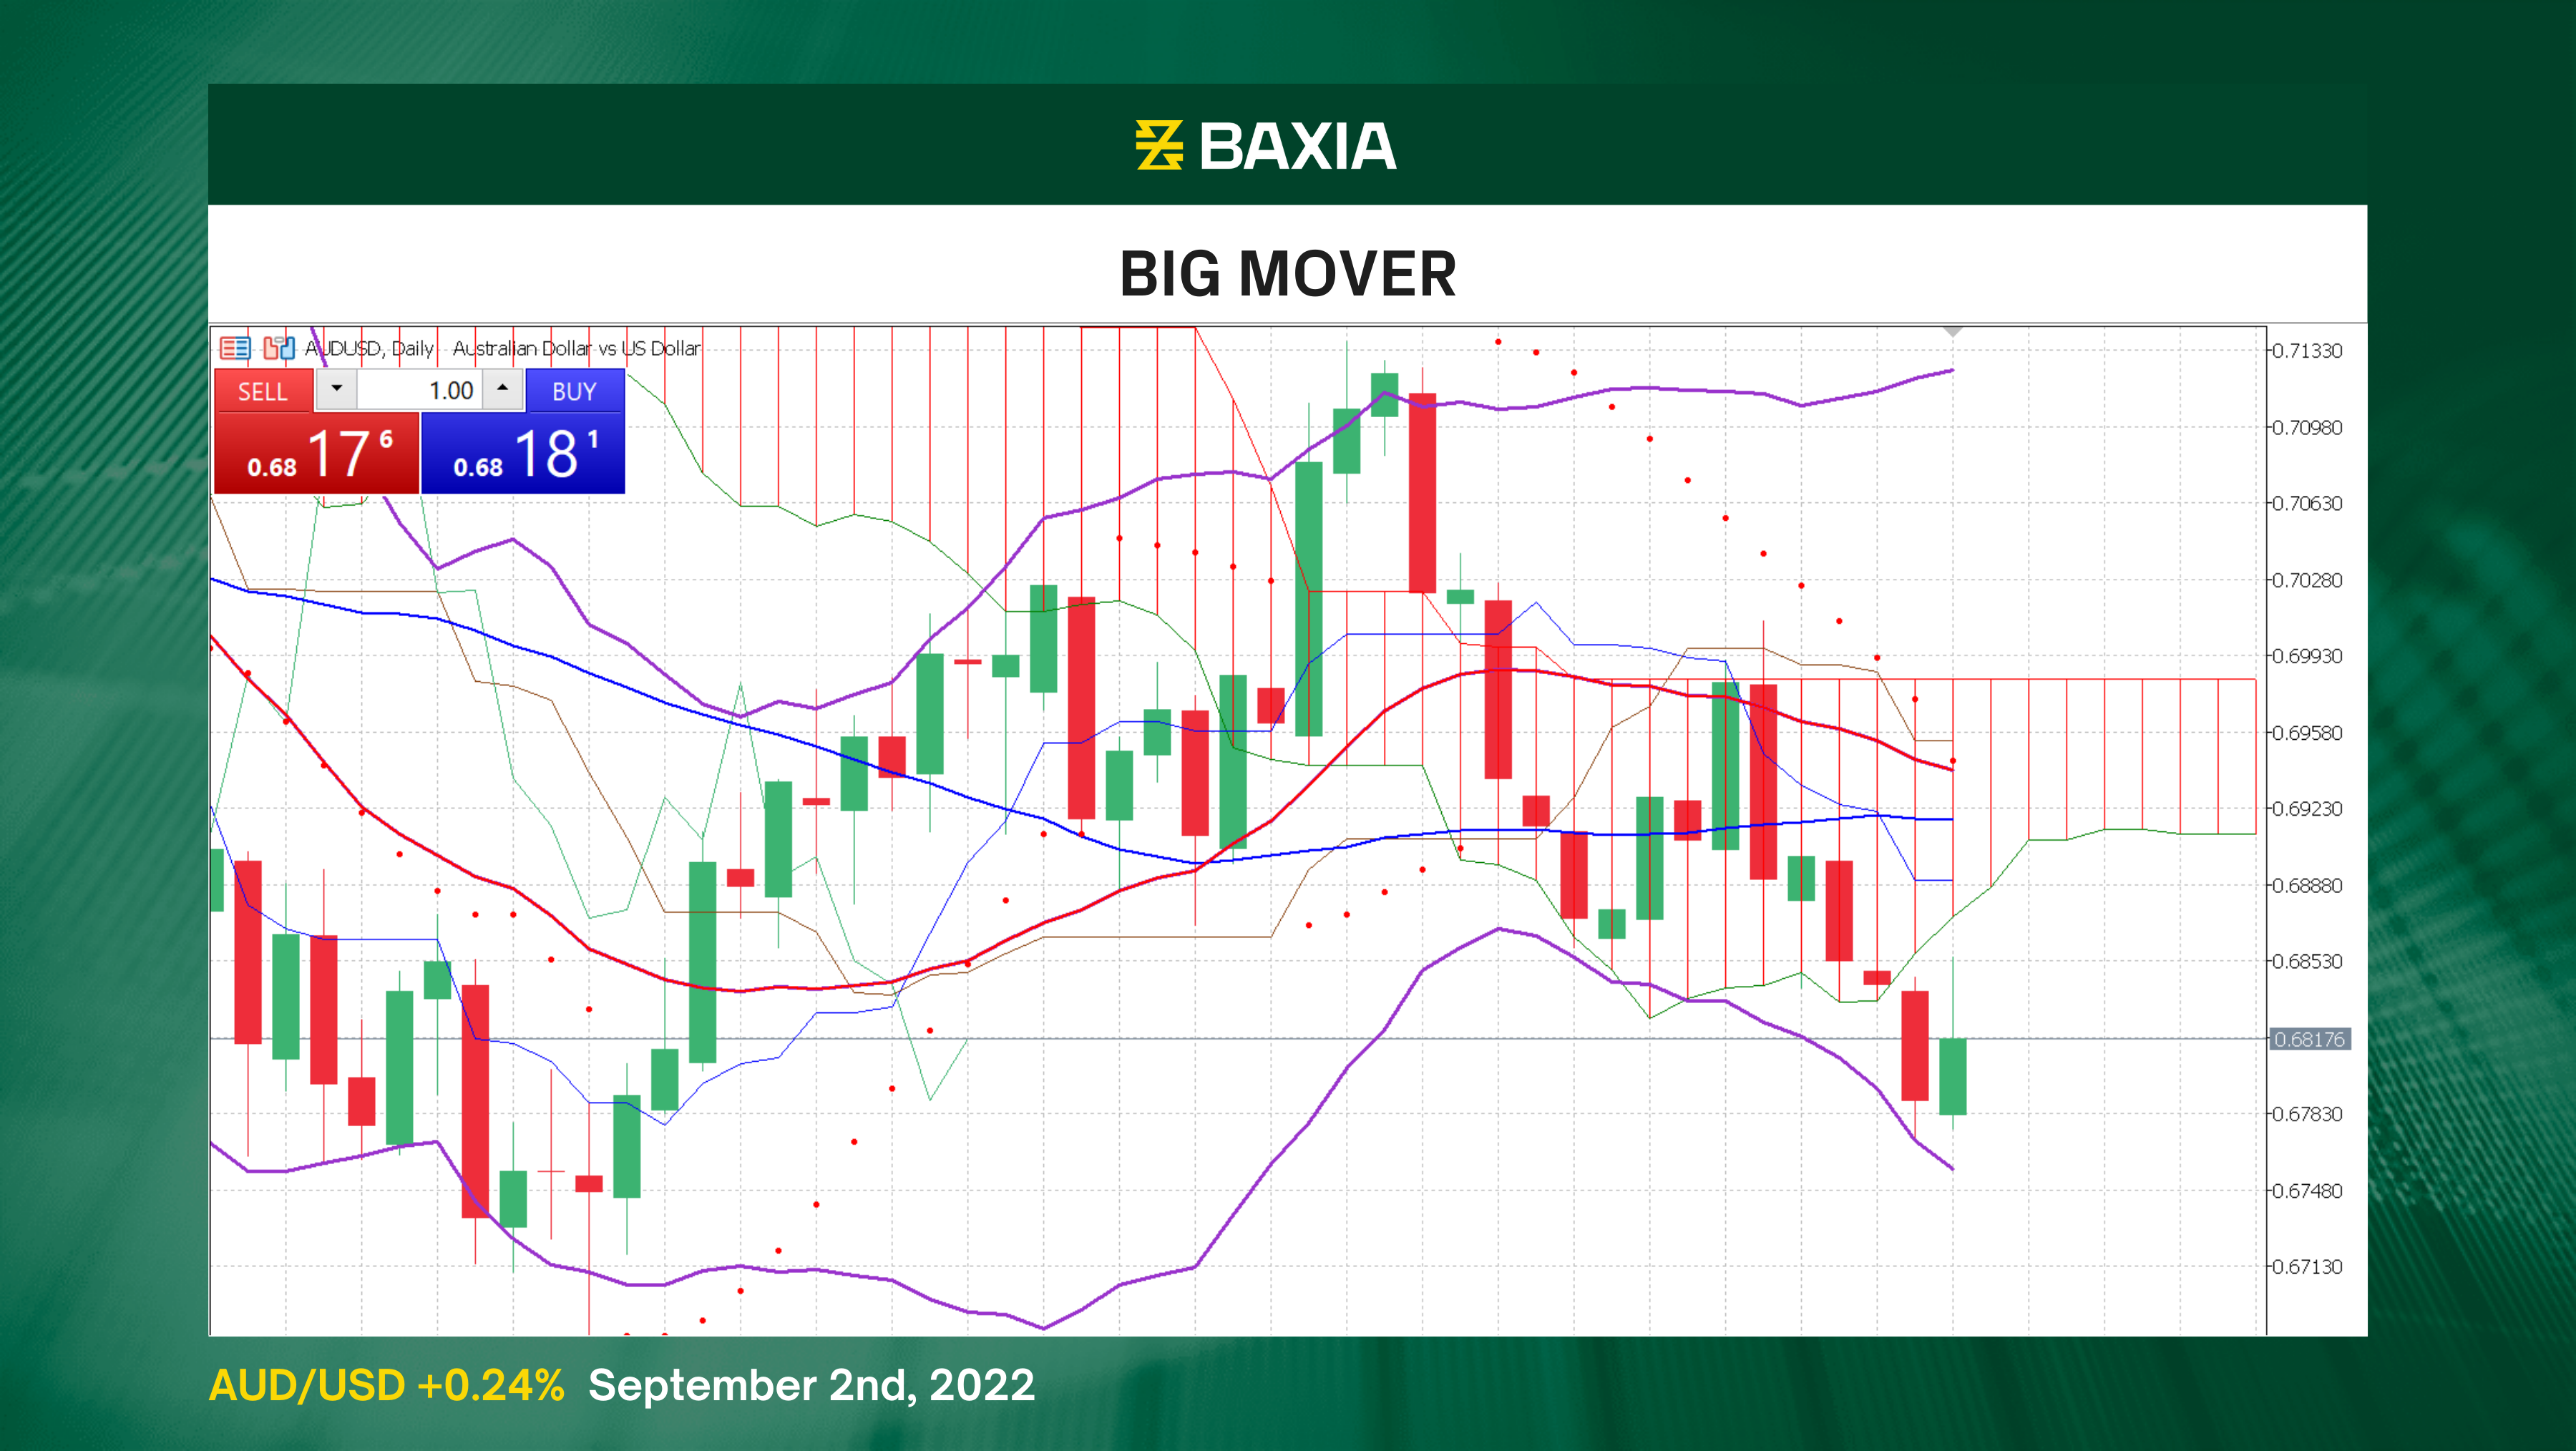 BAXIA
BIG MOVER
AUDUSD, Daily Australian Dollar vs US Dollar
SELL 1.00 BUY
0.68 17 6 0.68 18 1
0.71330
0.70980
0.70630
0.70280
0.69930
0.69580
0.69230
0.68880
0.68530
0.68176
0.67830
0.67480
0.67130
AUD/USD +0.24% September 2nd, 2022